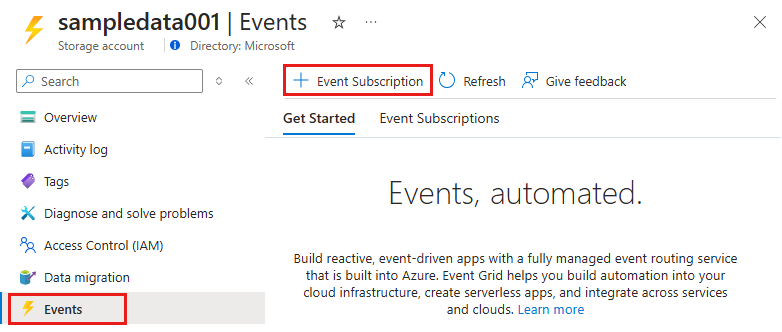 sampledata001 | Events
Storage account
Directory: Microsoft
Search
Event Subscription
Refresh
Give feedback
Overview
Activity log
Tags
Diagnose and solve problems
Access Control (IAM)
Data migration
Events
Get Started
Event Subscriptions
Events, automated.
Build reactive, event-driven apps with a fully managed event routing service
that is built into Azure. Event Grid helps you build automation into your
cloud infrastructure, create serverless apps, and integrate across services
and clouds. Learn more